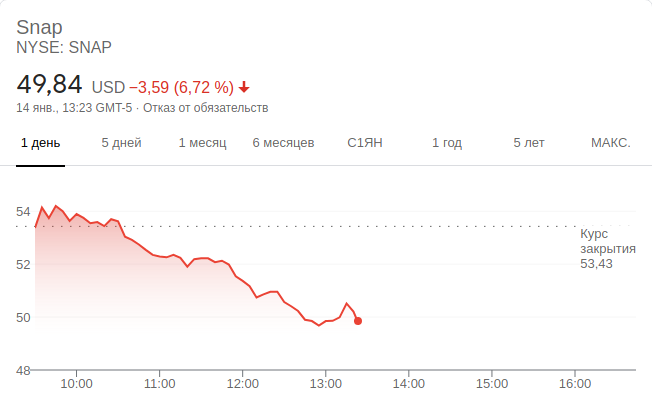 Snap
NYSE: SNAP
49,84 USD −3,59 (6,72 %)
14 янв., 13:23 GMT-5 · Отказ от обязательств
1 день 5 дней 1 месяц 6 месяцев С1ЯН 1 год 5 лет МАКС.
54
Курс
закрытия
53,43
52
50
48
10:00 11:00 12:00 13:00 14:00 15:00 16:00